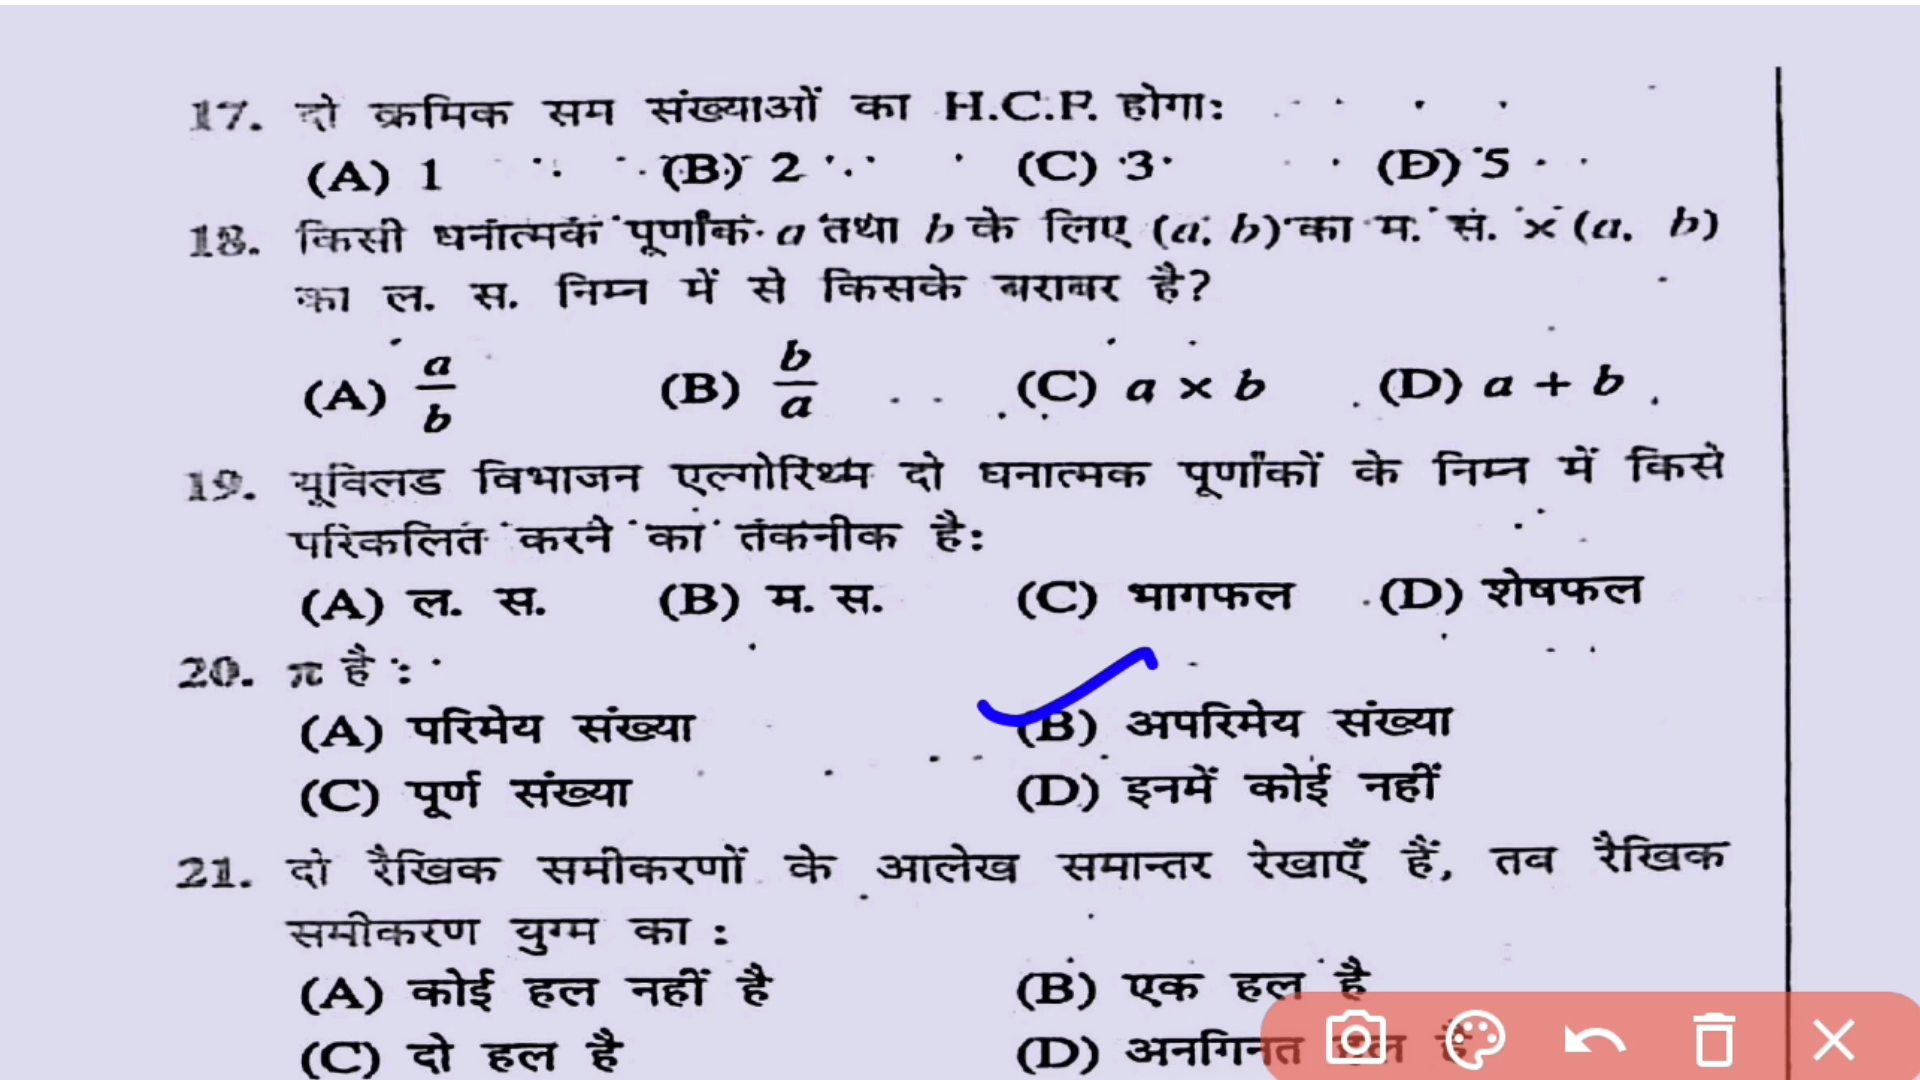 17. दो क्रमिक सम संख्याओं का H.C.F. होगा:
(A) 1 (B) 2 (C) 3 (D) 5
18. किसी धनात्मक पूर्णांक a तथा b के लिए (a, b) का म. सं. × (a, b)
का ल. स. निम्न में से किसके बराबर है?
(A) a/b (B) b/a (C) a × b (D) a + b
19. यूक्लिड विभाजन एल्गोरिथ्म दो घनात्मक पूर्णांकों के निम्न में किसे
परिकलित करने का तकनीक है:
(A) ल. स. (B) म. स. (C) भागफल (D) शेषफल
20. π है :
(A) परिमेय संख्या (B) अपरिमेय संख्या
(C) पूर्ण संख्या (D) इनमें कोई नहीं
21. दो रैखिक समीकरणों के आलेख समान्तर रेखाएँ हैं, तब रैखिक
समीकरण युग्म का :
(A) कोई हल नहीं है (B) एक हल है
(C) दो हल है (D) अनगिनत हल है